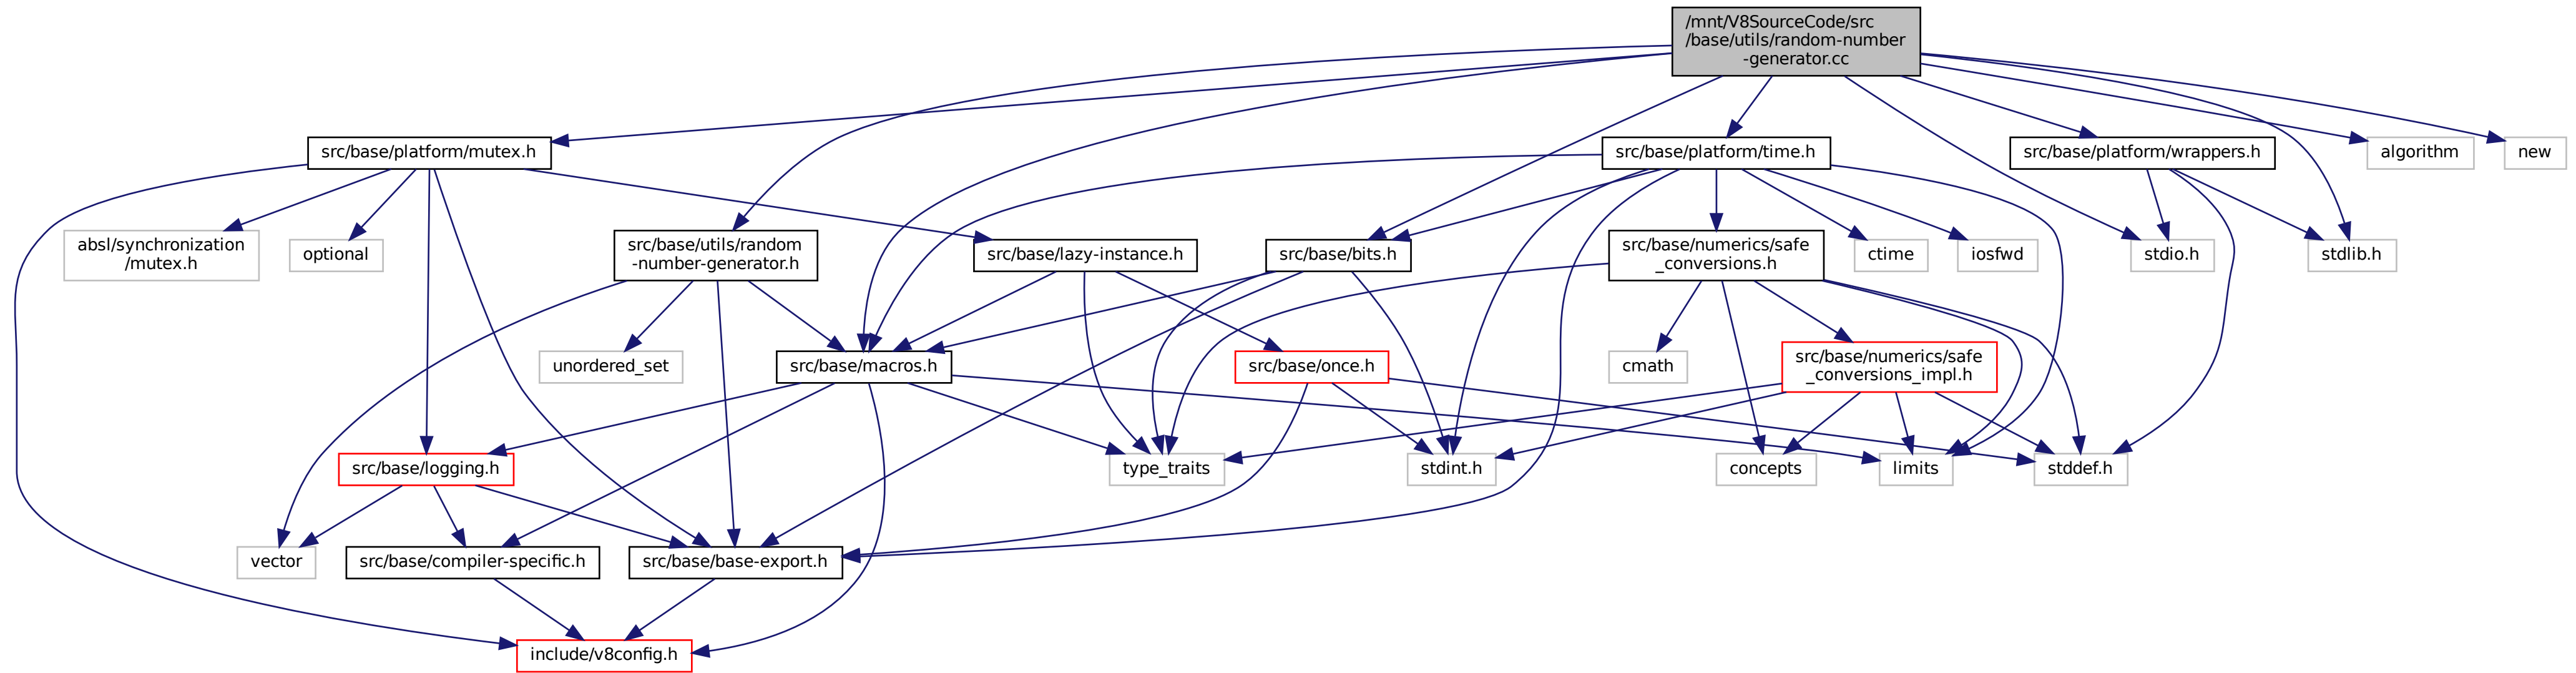 /mnt/V8SourceCode/src
/base/utils/random-number
-generator.cc
src/base/platform/mutex.h
src/base/platform/time.h
src/base/platform/wrappers.h
algorithm
new
absl/synchronization
/mutex.h
optional
src/base/utils/random
-number-generator.h
src/base/lazy-instance.h
src/base/bits.h
src/base/numerics/safe
_conversions.h
ctime
iosfwd
stdio.h
stdlib.h
unordered_set
src/base/macros.h
src/base/once.h
cmath
src/base/numerics/safe
_conversions_impl.h
src/base/logging.h
type_traits
stdint.h
concepts
limits
stddef.h
vector
src/base/compiler-specific.h
src/base/base-export.h
include/v8config.h